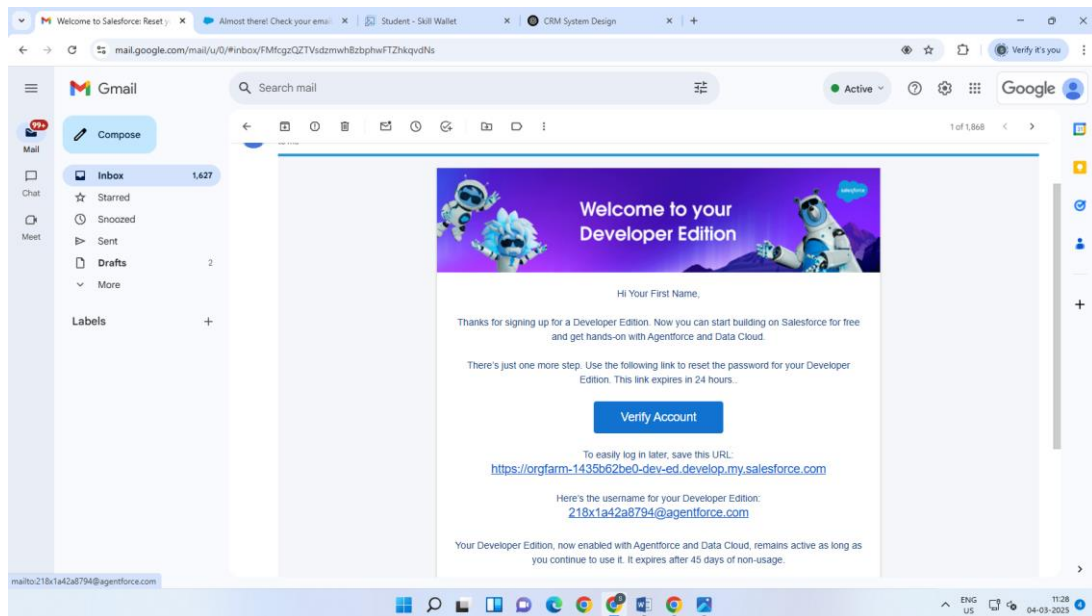 Welcome to Salesforce: Reset y
Almost there! Check your email
Student - Skill Wallet
CRM System Design
mail.google.com/mail/u/0/#inbox/FMfcgzQZTVsdzmwhBzbphwFTZhkqvdNs
Verify it's you
Gmail
Search mail
Active
Google
99+
Mail
Compose
1 of 1,868
to me
Inbox 1,627
Chat
Starred
Snoozed
Meet
Sent
Drafts 2
More
Labels
salesforce
Welcome to your
Developer Edition
Hi Your First Name,
Thanks for signing up for a Developer Edition. Now you can start building on Salesforce for free
and get hands-on with Agentforce and Data Cloud.
There's just one more step. Use the following link to reset the password for your Developer
Edition. This link expires in 24 hours..
Verify Account
To easily log in later, save this URL:
https://orgfarm-1435b62be0-dev-ed.develop.my.salesforce.com
Here's the username for your Developer Edition:
218x1a42a8794@agentforce.com
Your Developer Edition, now enabled with Agentforce and Data Cloud, remains active as long as
you continue to use it. It expires after 45 days of non-usage.
mailto:218x1a42a8794@agentforce.com
ENG
US
11:28
04-03-2025